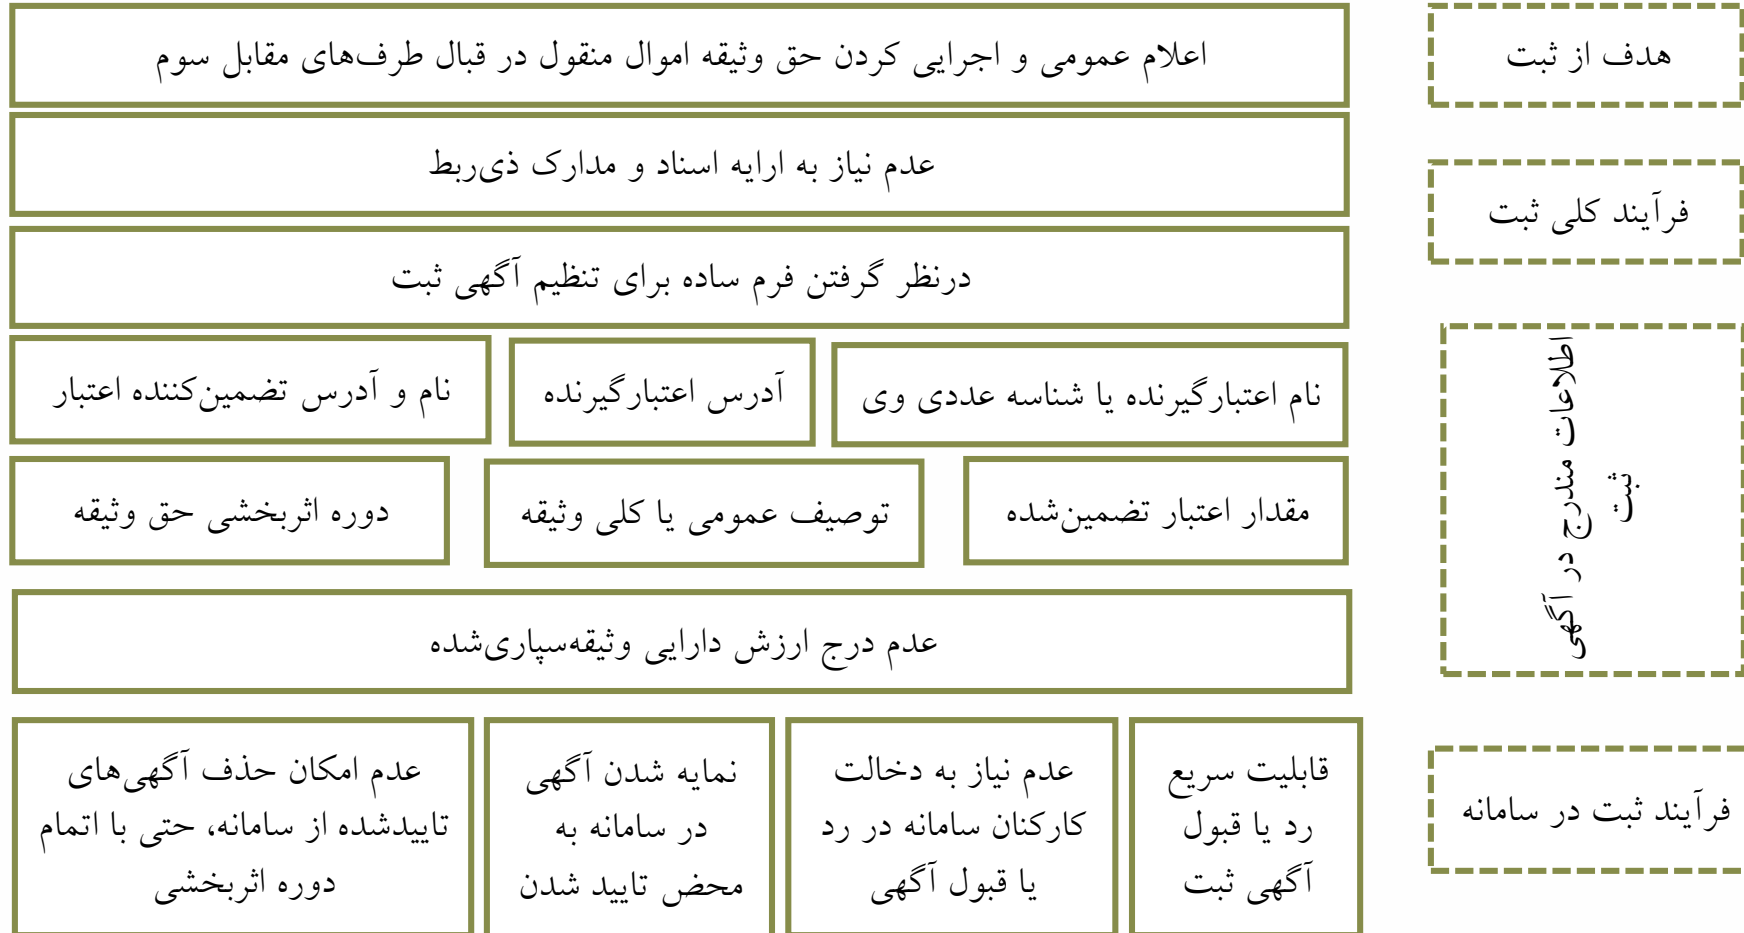 هدف از ثبت
اعلام عمومی و اجرایی کردن حق وثیقه اموال منقول در قبال طرف‌های مقابل سوم
فرآیند کلی ثبت
عدم نیاز به ارایه اسناد و مدارک ذی‌ربط
درنظر گرفتن فرم ساده برای تنظیم آگهی ثبت
اطلاعات مندرج در آگهی
ثبت
نام اعتبارگیرنده یا شناسه عددی وی
آدرس اعتبارگیرنده
نام و آدرس تضمین‌کننده اعتبار
مقدار اعتبار تضمین‌شده
توصیف عمومی یا کلی وثیقه
دوره اثربخشی حق وثیقه
عدم درج ارزش دارایی وثیقه‌سپاری‌شده
فرآیند ثبت در سامانه
قابلیت سریع
رد یا قبول
آگهی ثبت
عدم نیاز به دخالت
کارکنان سامانه در رد
یا قبول آگهی
نمایه شدن آگهی
در سامانه به
محض تایید شدن
عدم امکان حذف آگهی‌های
تاییدشده از سامانه، حتی با اتمام
دوره اثربخشی